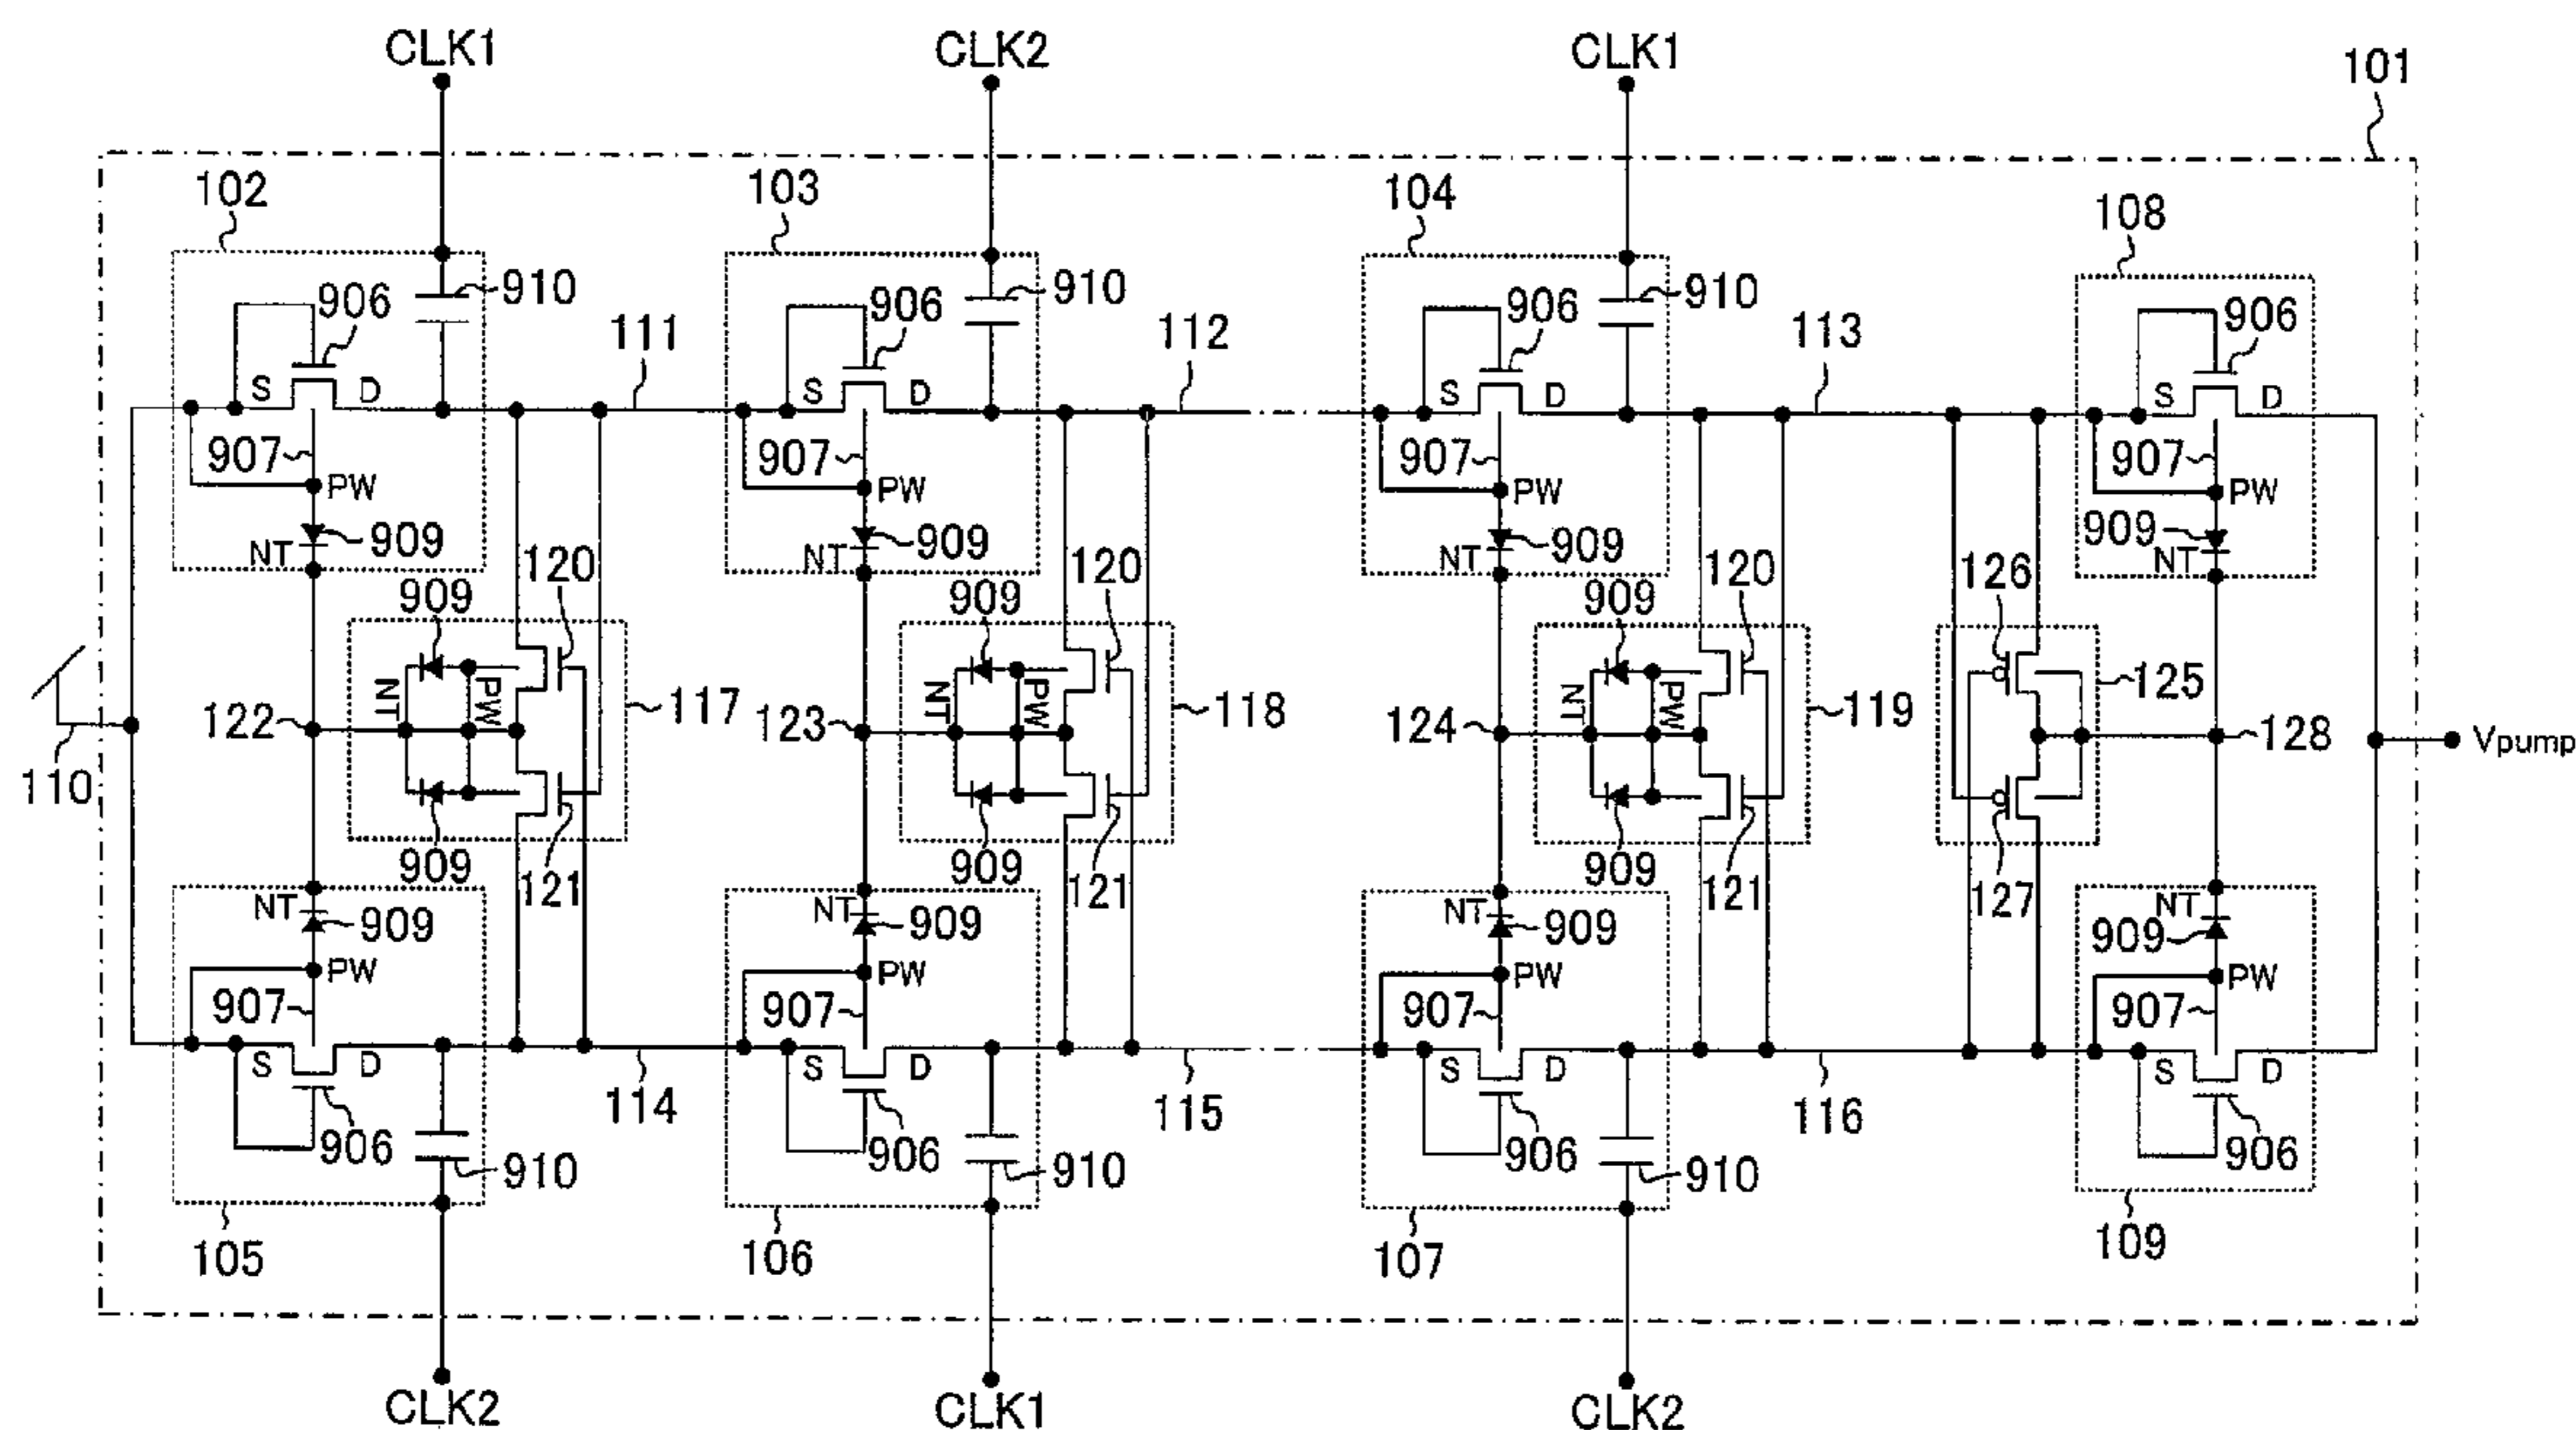 CLK1 CLK2 CLK1
101
102 103 104 108
906 910 906 910 906 910 906
111 112 113
S D S D S D S D
907 907 907 907
PW PW PW PW
909 909 909 909
NT NT NT NT
120 120 120 126
909 909 909
NT PW NT PW NT PW
117 118 119 125
122 123 124 128 Vpump
110
909 909 909
121 121 121 127
NT NT NT NT
909 909 909 909
PW PW PW PW
907 907 907 907
S D S D S D S D
114 115 116
906 910 906 910 906 910 906
105 106 107 109
CLK2 CLK1 CLK2